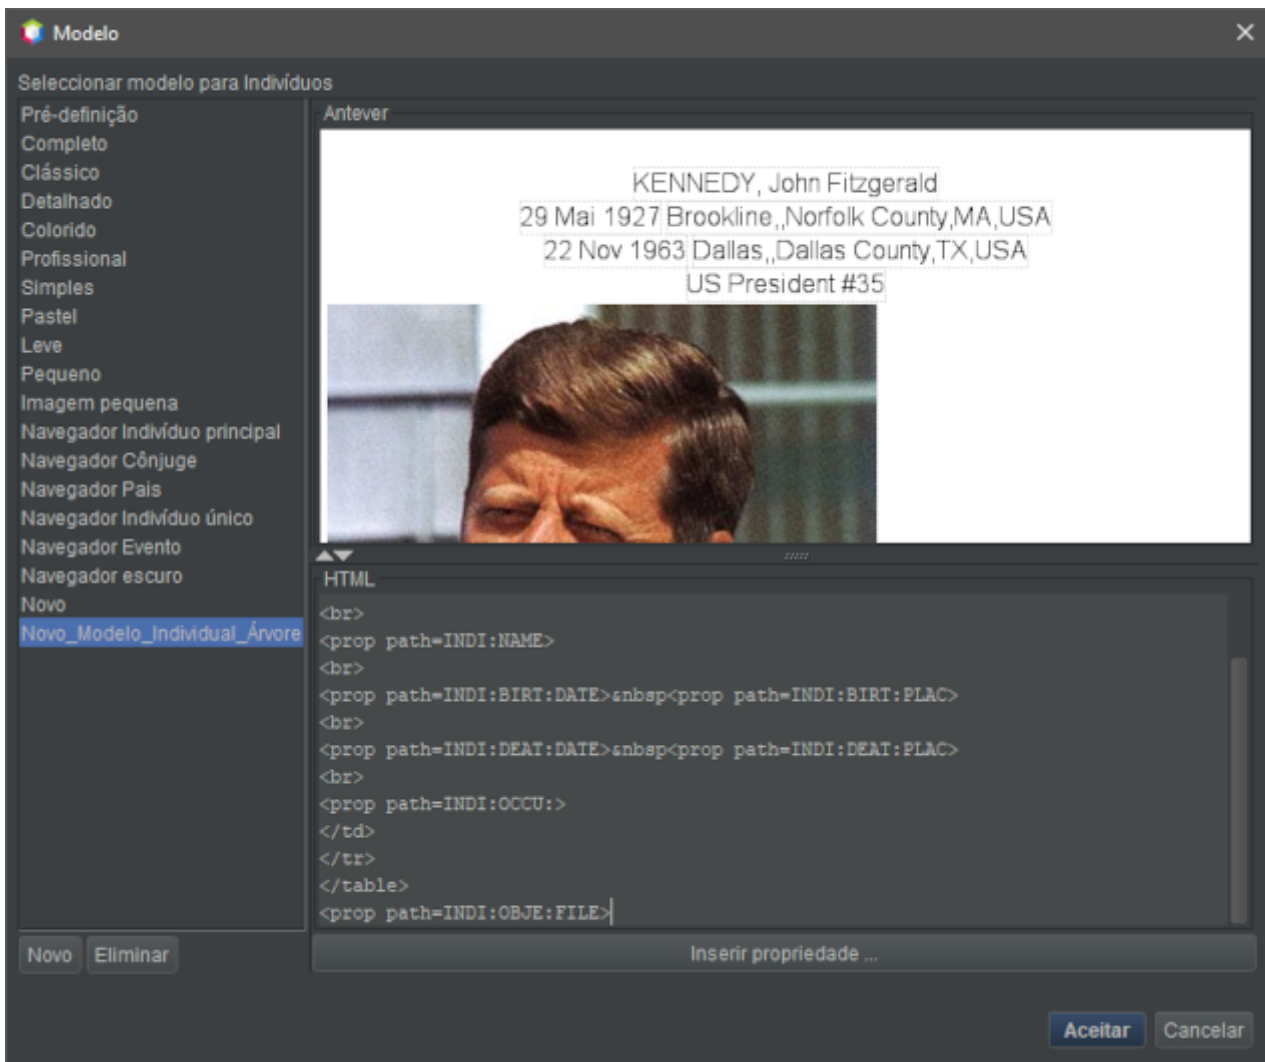 Modelo
Seleccionar modelo para Indivíduos
Pré-definição
Completo
Clássico
Detalhado
Colorido
Profissional
Simples
Pastel
Leve
Pequeno
Imagem pequena
Navegador Indivíduo principal
Navegador Cônjuge
Navegador Pais
Navegador Indivíduo único
Navegador Evento
Navegador escuro
Novo
Novo_Modelo_Individual_Árvore
Novo Eliminar
Antever
KENNEDY, John Fitzgerald
29 Mai 1927 Brookline,,Norfolk County,MA,USA
22 Nov 1963 Dallas,,Dallas County,TX,USA
US President #35
HTML
<br>
<prop path=INDI:NAME>
<br>
<prop path=INDI:BIRT:DATE>&nbsp<prop path=INDI:BIRT:PLAC>
<br>
<prop path=INDI:DEAT:DATE>&nbsp<prop path=INDI:DEAT:PLAC>
<br>
<prop path=INDI:OCCU:>
</td>
</tr>
</table>
<prop path=INDI:OBJE:FILE>
Inserir propriedade ...
Aceitar Cancelar